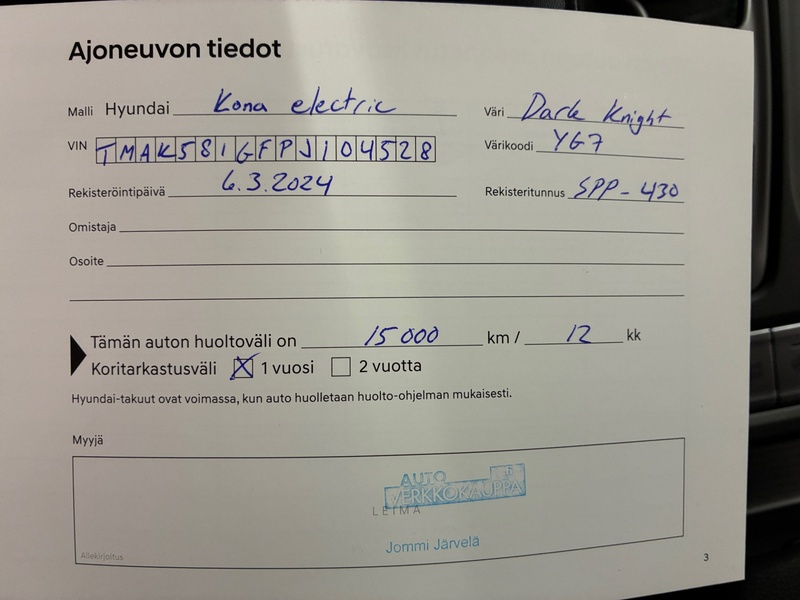 Ajoneuvon tiedot
Malli Hyundai Kona electric Väri Dark Knight
VIN TMAK581GFPJ104528 Värikoodi YG7
Rekisteröintipäivä 6.3.2024 Rekisteritunnus SPP-430
Omistaja
Osoite
Tämän auton huoltoväli on 15 000 km / 12 kk
Koritarkastusväli X 1 vuosi 2 vuotta
Hyundai-takuut ovat voimassa, kun auto huolletaan huolto-ohjelman mukaisesti.
Myyjä
AUTO
VERKKOKAUPPA
LEIMA
Jommi Järvelä
Allekirjoitus
3